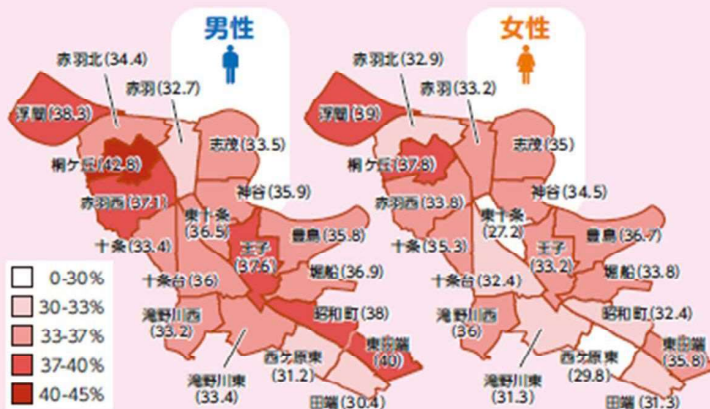 男性
赤羽北(34.4)
赤羽(32.7)
浮間(38.3)
志茂(33.5)
桐ケ丘(42.8)
神谷(35.9)
赤羽西(37.1)
東十条
(36.5)
豊島(35.8)
十条(33.4)
王子
(37.6)
十条台(36)
堀船(36.9)
滝野川西
(33.2)
昭和町(38)
東田端
(40)
西ケ原東
(31.2)
滝野川東
(33.4)
田端(30.4)
女性
赤羽北(32.9)
赤羽(33.2)
浮間(39)
志茂(35)
桐ケ丘(37.8)
神谷(34.5)
赤羽西(33.8)
東十条
(27.2)
豊島(36.7)
十条(35.3)
王子
(33.2)
十条台(32.4)
堀船(33.8)
滝野川西
(36)
昭和町(32.4)
東田端
(35.8)
西ケ原東
(29.8)
滝野川東
(31.3)
田端(31.3)
0-30%
30-33%
33-37%
37-40%
40-45%